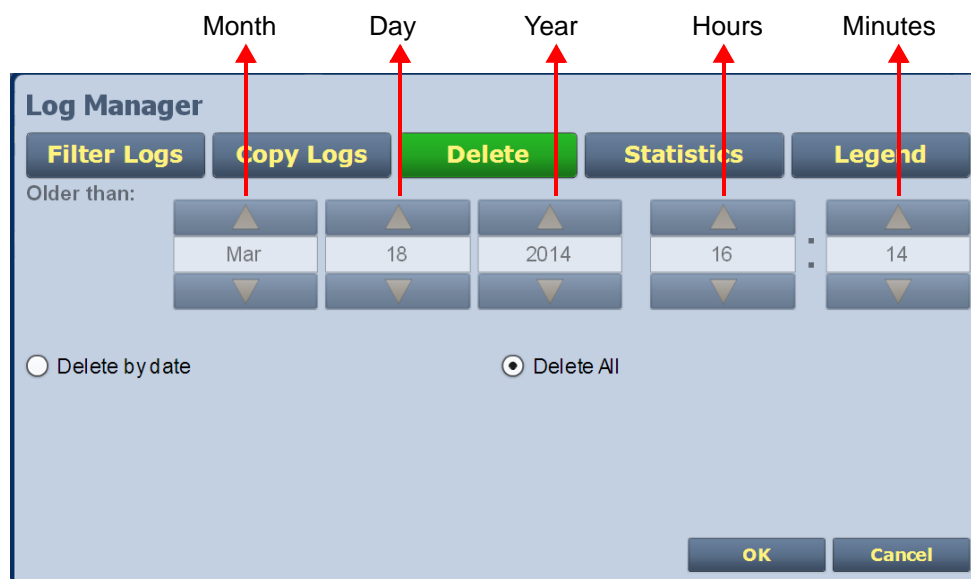 Month Day Year Hours Minutes
Log Manager
Filter Logs Copy Logs Delete Statistics Legend
Older than:
Mar 18 2014 16 : 14
Delete by date Delete All
OK Cancel